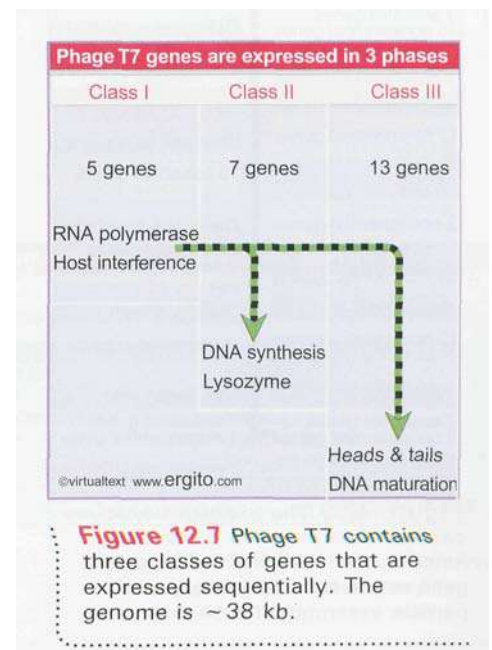 Phage T7 genes are expressed in 3 phases
Class I Class II Class III
5 genes 7 genes 13 genes
RNA polymerase
Host interference
DNA synthesis
Lysozyme
Heads & tails
DNA maturation
©virtualtext www.ergito.com
Figure 12.7 Phage T7 contains
three classes of genes that are
expressed sequentially. The
genome is ~38 kb.